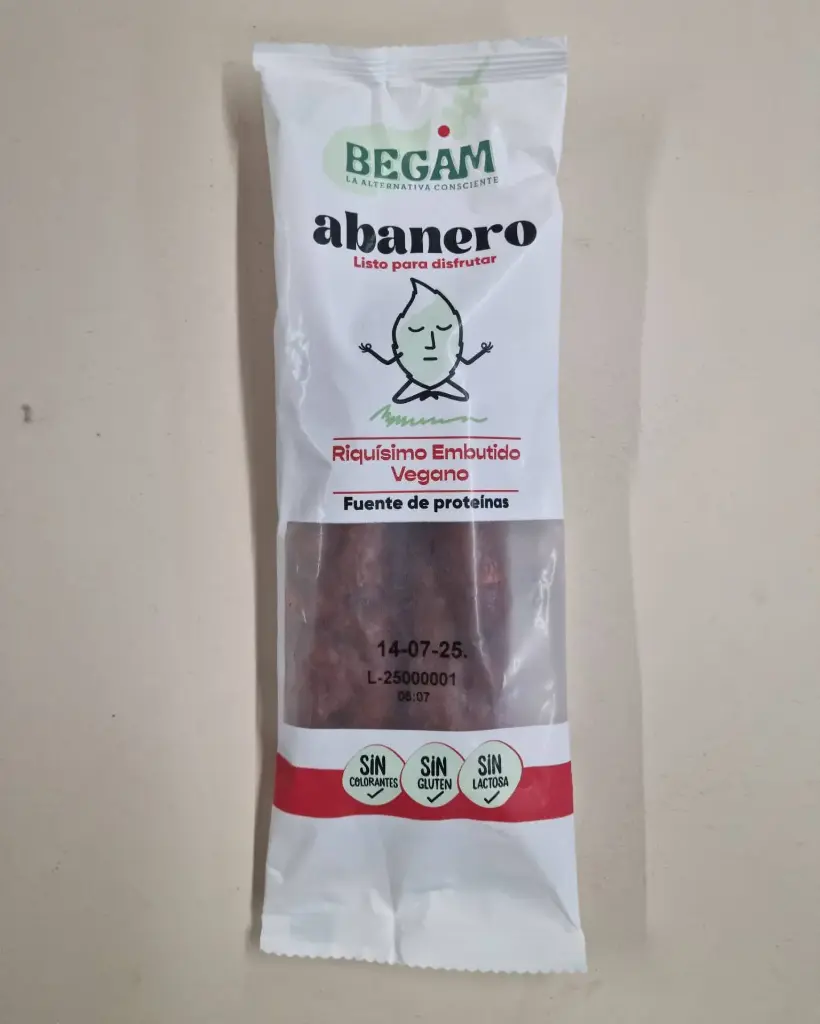 BEGAM
LA ALTERNATIVA CONSCIENTE
abanero
Listo para disfrutar
Riquísimo Embutido
Vegano
Fuente de proteínas
14-07-25.
L-25000001
06:07
SiN COLORANTES
SiN GLUTEN
SiN LACTOSA